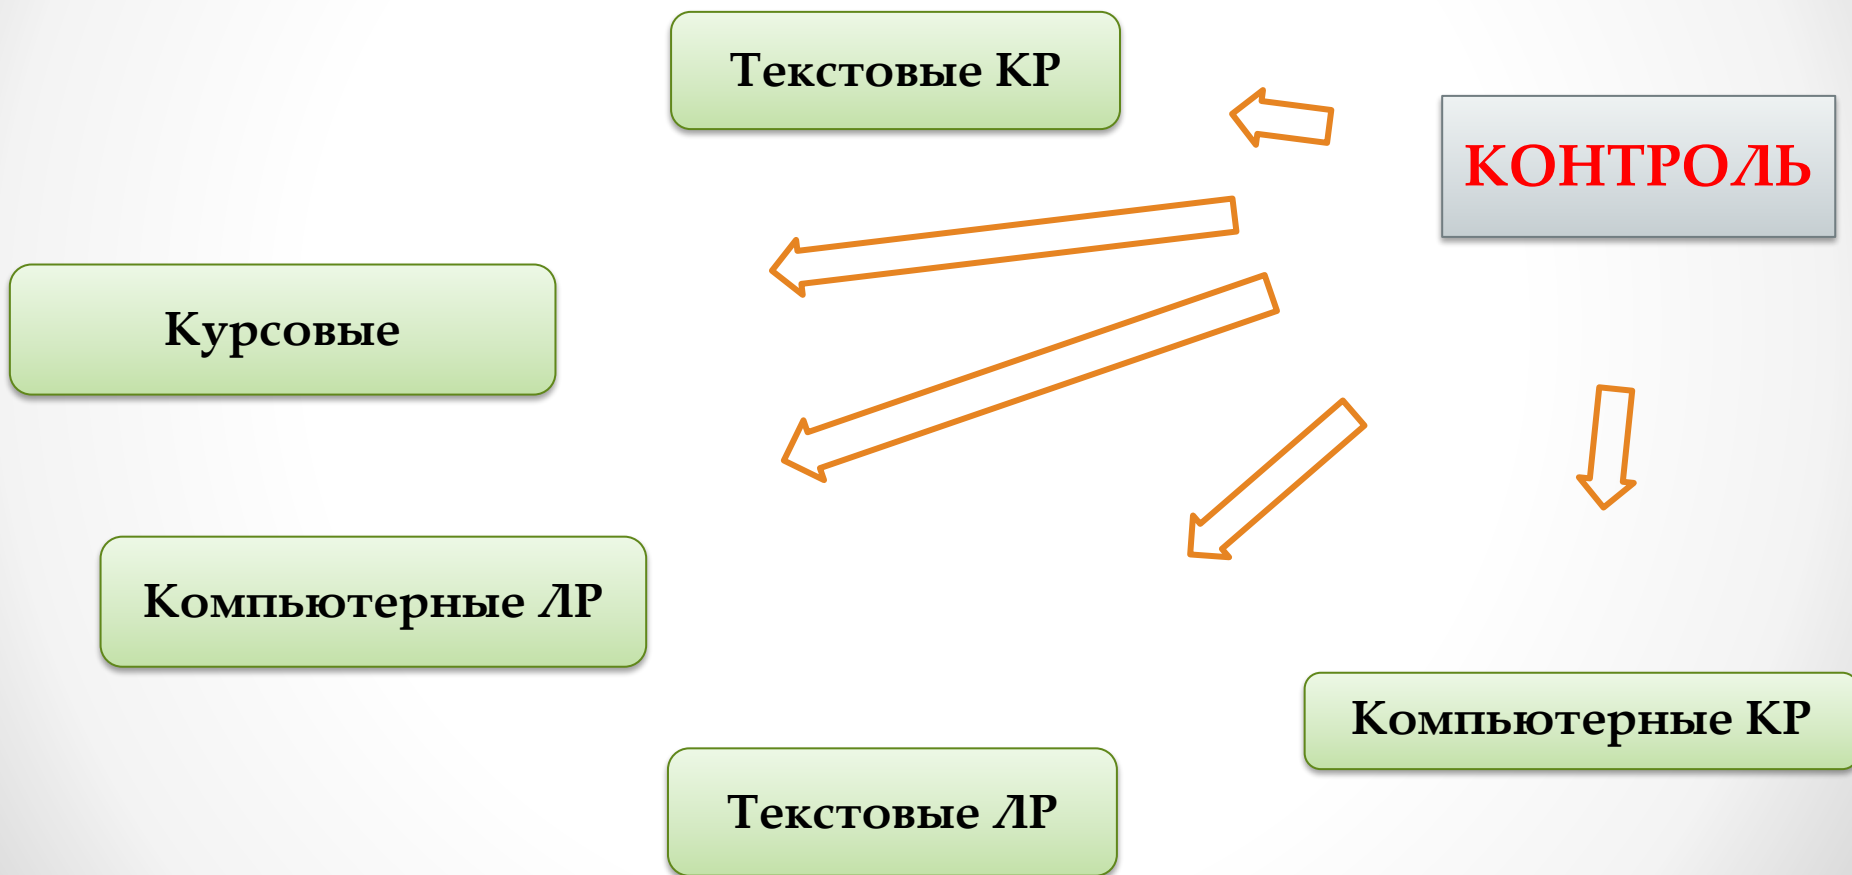 Текстовые КР
КОНТРОЛЬ
Курсовые
Компьютерные ЛР
Компьютерные КР
Текстовые ЛР